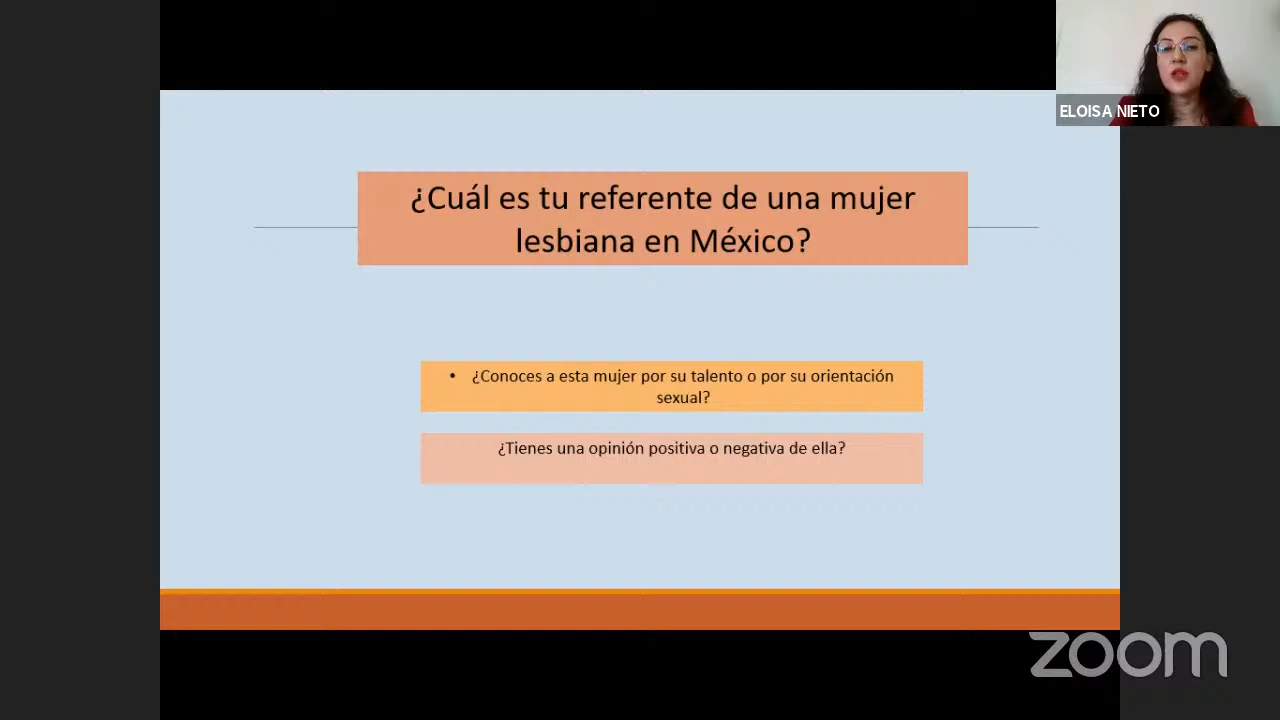 ELOISA NIETO
¿Cuál es tu referente de una mujer
lesbiana en México?
• ¿Conoces a esta mujer por su talento o por su orientación
sexual?
¿Tienes una opinión positiva o negativa de ella?
zoom